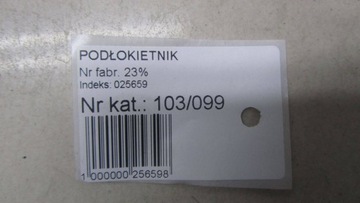 PODŁOKIETNIK
Nr fabr. 23%
Indeks: 025659
Nr kat.: 103/099
1 000000 256598